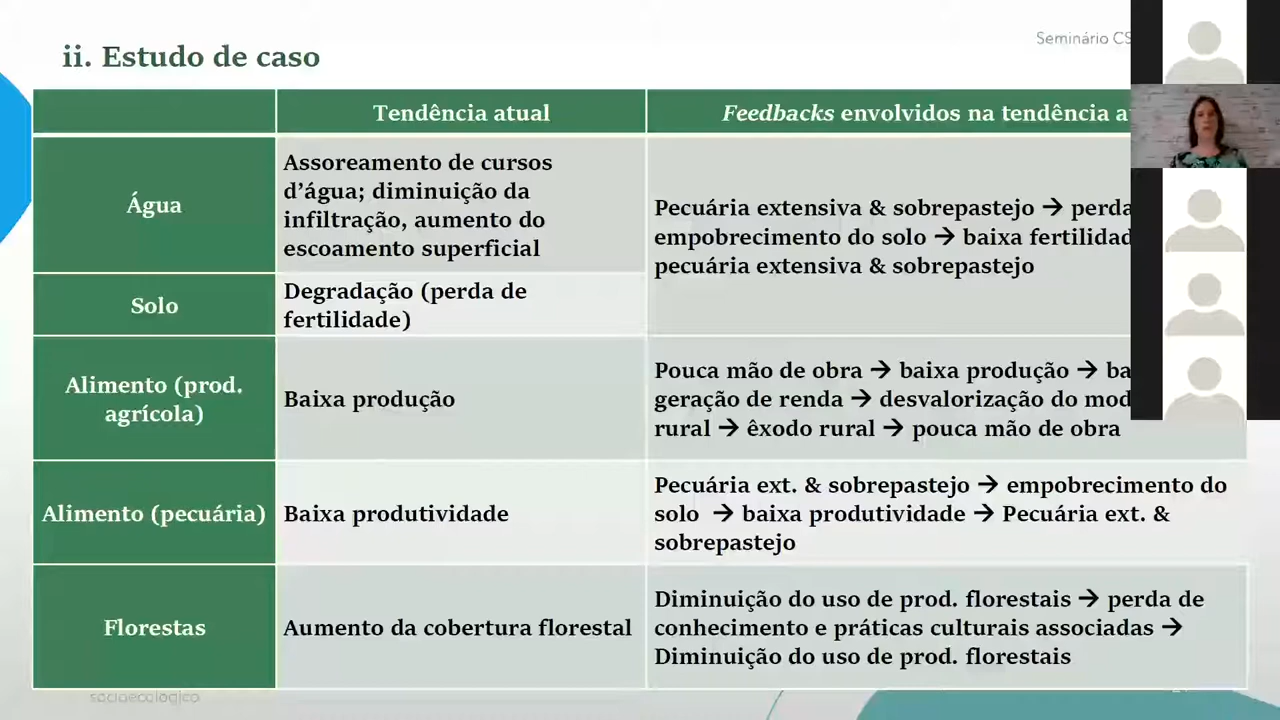 Seminário
ii. Estudo de caso
Tendência atual
Feedbacks envolvidos na tendência
Água
Assoreamento de cursos
d’água; diminuição da
infiltração, aumento do
escoamento superficial
Pecuária extensiva & sobrepastejo → perda
empobrecimento do solo → baixa
pecuária extensiva & sobrepastejo
Solo
Degradação (perda de
fertilidade)
Alimento (prod.
agrícola)
Baixa produção
Pouca mão de obra → baixa produção →
geração de renda → desvalorização do
rural → êxodo rural → pouca mão de obra
Alimento (pecuária)
Baixa produtividade
Pecuária ext. & sobrepastejo → empobrecimento do
solo → baixa produtividade → Pecuária ext. &
sobrepastejo
Florestas
Aumento da cobertura florestal
Diminuição do uso de prod. florestais → perda de
conhecimento e práticas culturais associadas →
Diminuição do uso de prod. florestais
socioecológico